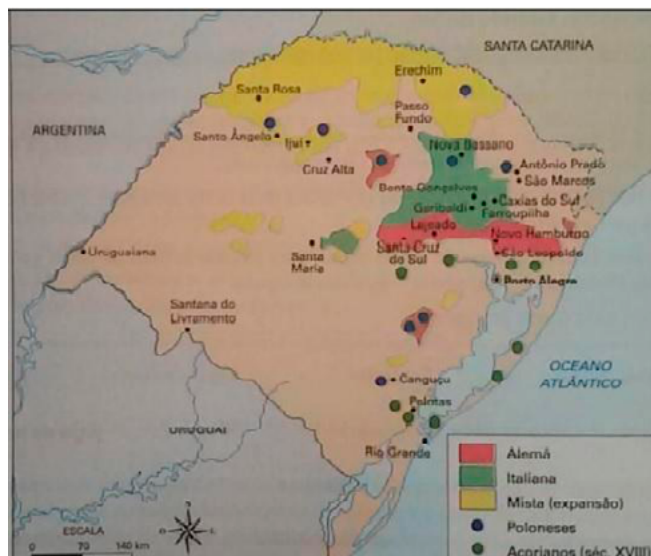 SANTA CATARINA
Erechim
Santa Rosa
ARGENTINA
Passo
Fundo
Santo Ângelo
Ijuí
Nova Bassano
Cruz Alta
Antônio Prado
São Marcos
Bento Gonçalves
Caxias do Sul
Garibaldi
Farroupilha
Lajeado
Novo Hamburgo
Uruguaiana
Santa
Maria
Santa Cruz
do Sul
São Leopoldo
Porto Alegre
Santana do
Livramento
OCEANO
ATLÂNTICO
Canguçu
Pelotas
URUGUAI
Rio Grande
Alemã
Italiana
Mista (expansão)
Poloneses
Açorianos (séc. XVIII)
N
L
S
ESCALA
0 70 140 km